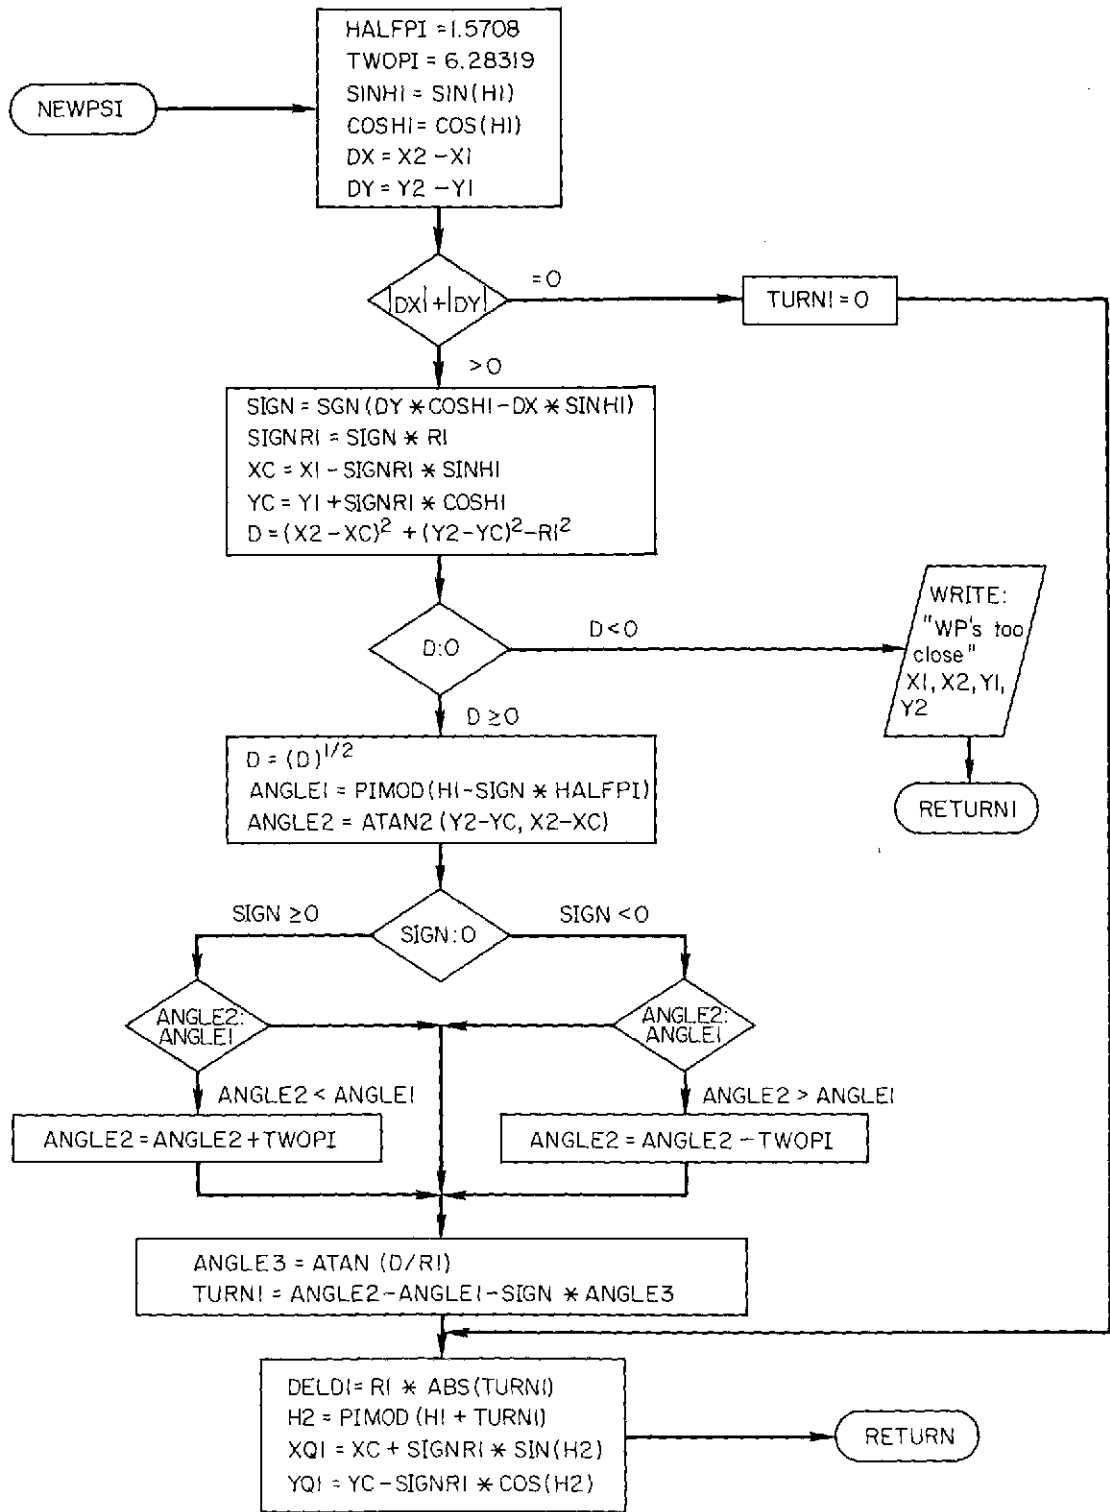 NEWPSI
HALFPI = 1.5708
TWOPI = 6.28319
SINH1 = SIN(H1)
COSH1 = COS(H1)
DX = X2 - X1
DY = Y2 - Y1
|DX| + |DY|
= 0
TURN1 = 0
> 0
SIGN = SGN(DY * COSH1 - DX * SINH1)
SIGNR1 = SIGN * R1
XC = X1 - SIGNR1 * SINH1
YC = Y1 + SIGNR1 * COSH1
D = (X2 - XC)² + (Y2 - YC)² - R1²
D:0
D < 0
WRITE:
"WP's too
close"
X1, X2, Y1,
Y2
RETURN1
D ≥ 0
D = (D)^1/2
ANGLE1 = PIMOD(H1 - SIGN * HALFPI)
ANGLE2 = ATAN2 (Y2-YC, X2-XC)
SIGN:0
SIGN ≥ 0
SIGN < 0
ANGLE2:
ANGLE1
ANGLE2:
ANGLE1
ANGLE2 < ANGLE1
ANGLE2 > ANGLE1
ANGLE2 = ANGLE2 + TWOPI
ANGLE2 = ANGLE2 - TWOPI
ANGLE3 = ATAN (D/R1)
TURN1 = ANGLE2 - ANGLE1 - SIGN * ANGLE3
DELD1 = R1 * ABS(TURN1)
H2 = PIMOD (H1 + TURN1)
XQ1 = XC + SIGNR1 * SIN(H2)
YQ1 = YC - SIGNR1 * COS(H2)
RETURN